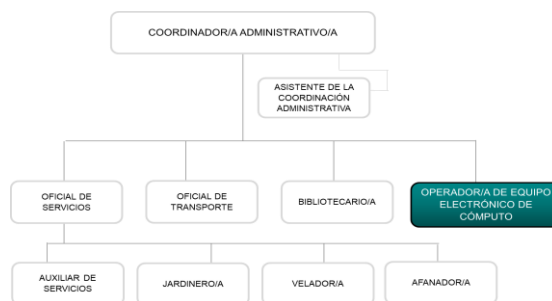 COORDINADOR/A ADMINISTRATIVO/A
ASISTENTE DE LA
COORDINACIÓN
ADMINISTRATIVA
OFICIAL DE
SERVICIOS
OFICIAL DE
TRANSPORTE
BIBLIOTECARIO/A
OPERADOR/A DE EQUIPO
ELECTRÓNICO DE
CÓMPUTO
AUXILIAR DE
SERVICIOS
JARDINERO/A
VELADOR/A
AFANADOR/A